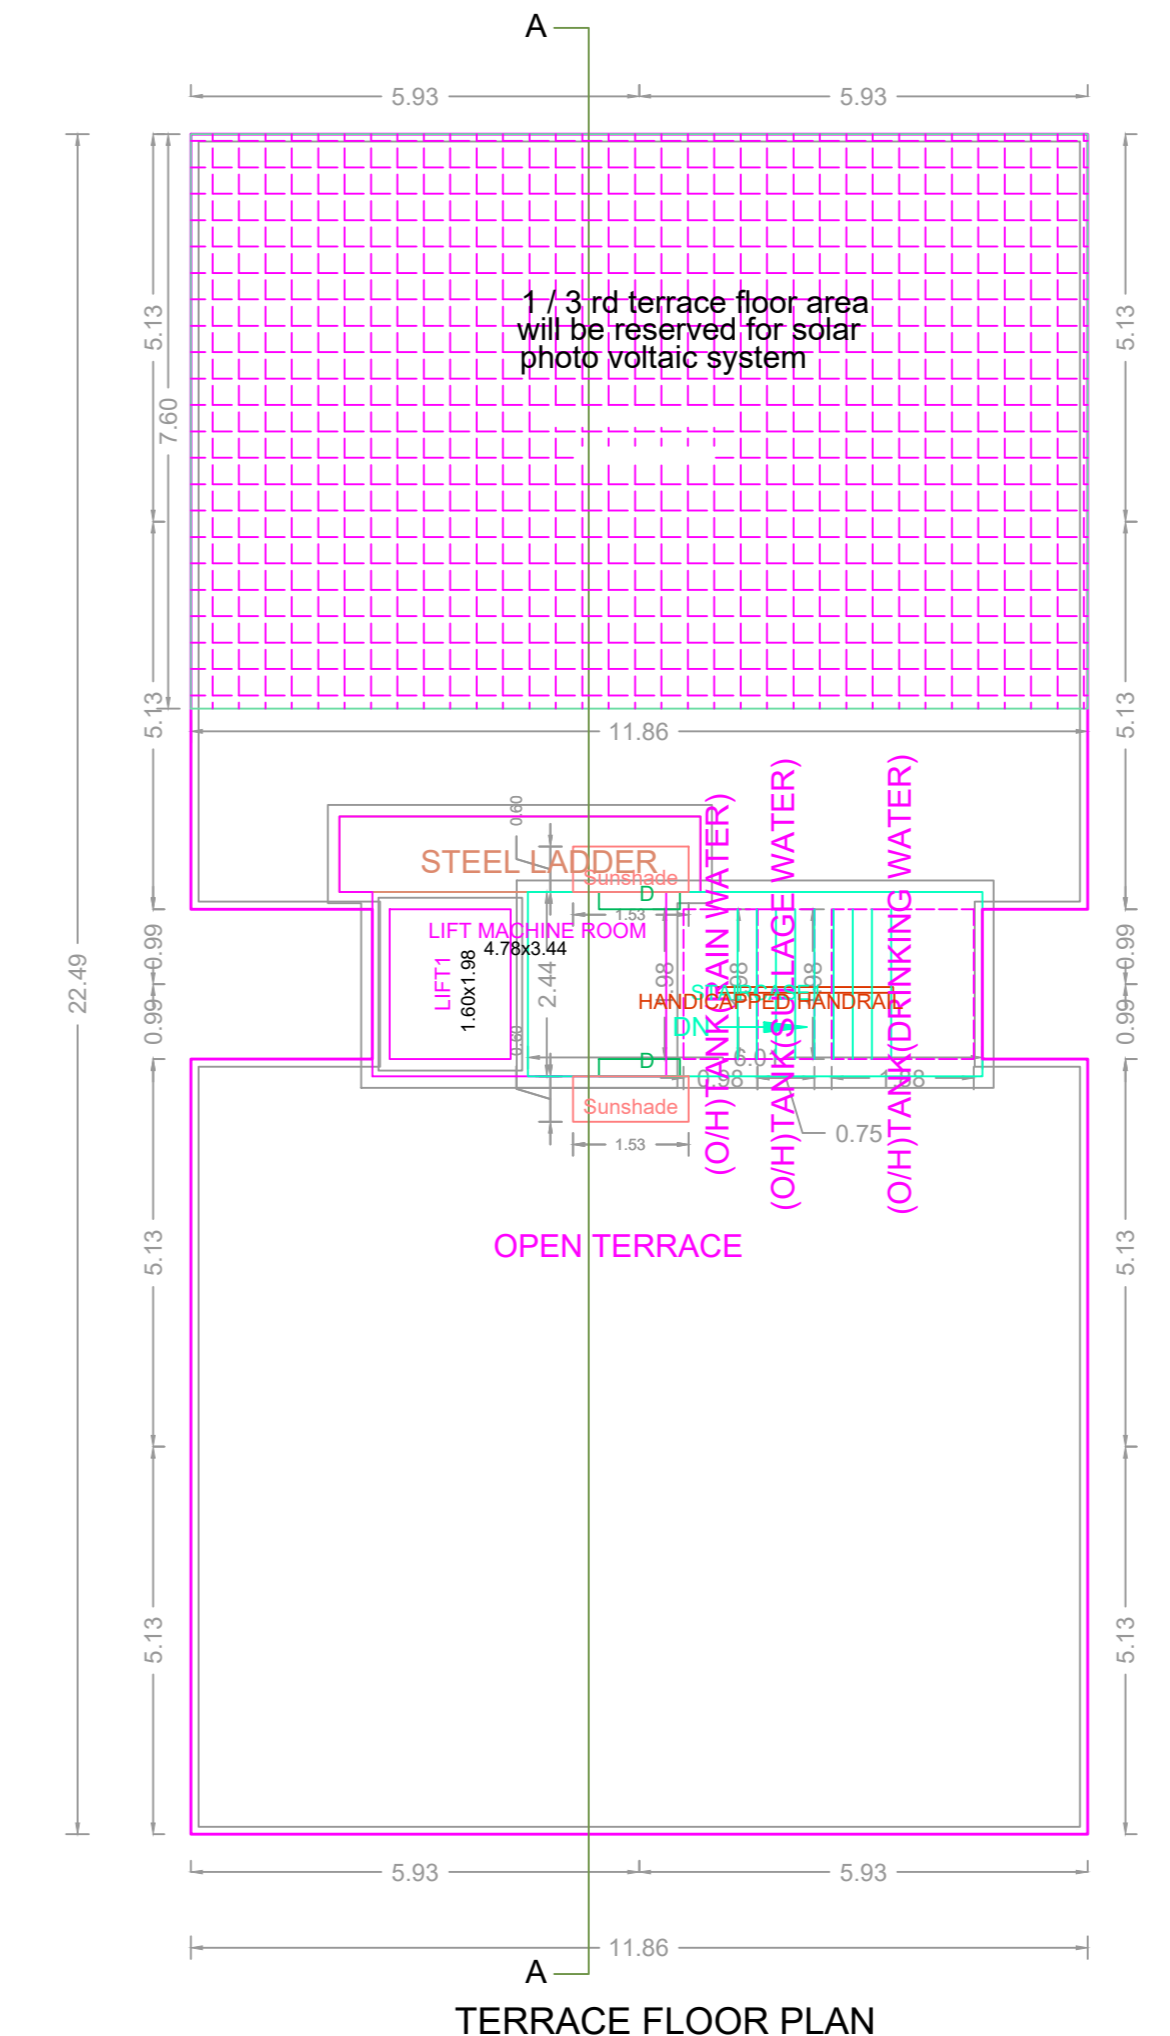 A
5.93
5.93
5.13
5.13
7.60
1 / 3 rd terrace floor area
will be reserved for solar
photo voltaic system
5.13
5.13
11.86
0.60
STEEL LADDER
Sunshade
D
1.53
LIFT MACHINE ROOM
4.78x3.44
LIFT1
1.60x1.98
2.44
(O/H)TANK(RAIN WATER)
(O/H)TANK(SULLAGE WATER)
(O/H)TANK(DRINKING WATER)
0.99
0.99
22.49
0.99
0.99
HANDICAPPED HANDRAIL
DN
0.60
D
Sunshade
1.53
0.75
OPEN TERRACE
5.13
5.13
5.13
5.13
5.93
5.93
11.86
A
TERRACE FLOOR PLAN